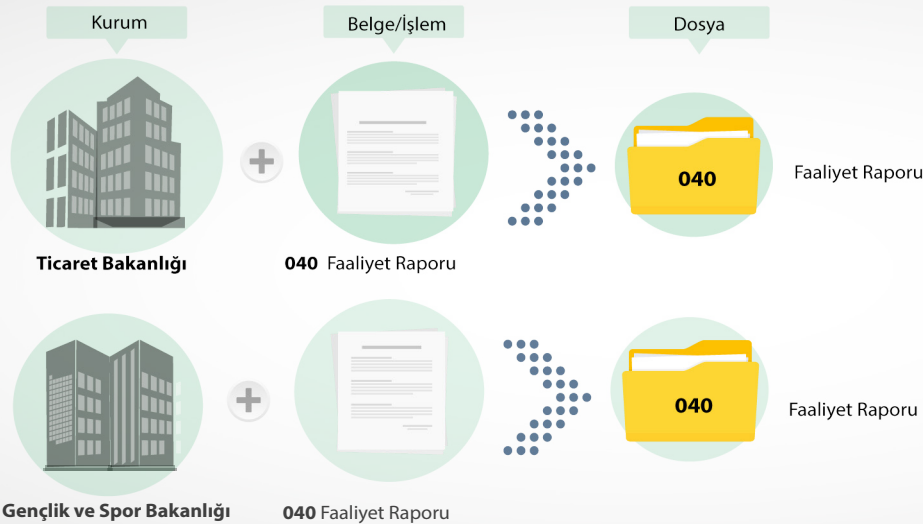 Kurum
Belge/İşlem
Dosya
040
Faaliyet Raporu
Ticaret Bakanlığı
040 Faaliyet Raporu
040
Faaliyet Raporu
Gençlik ve Spor Bakanlığı
040 Faaliyet Raporu